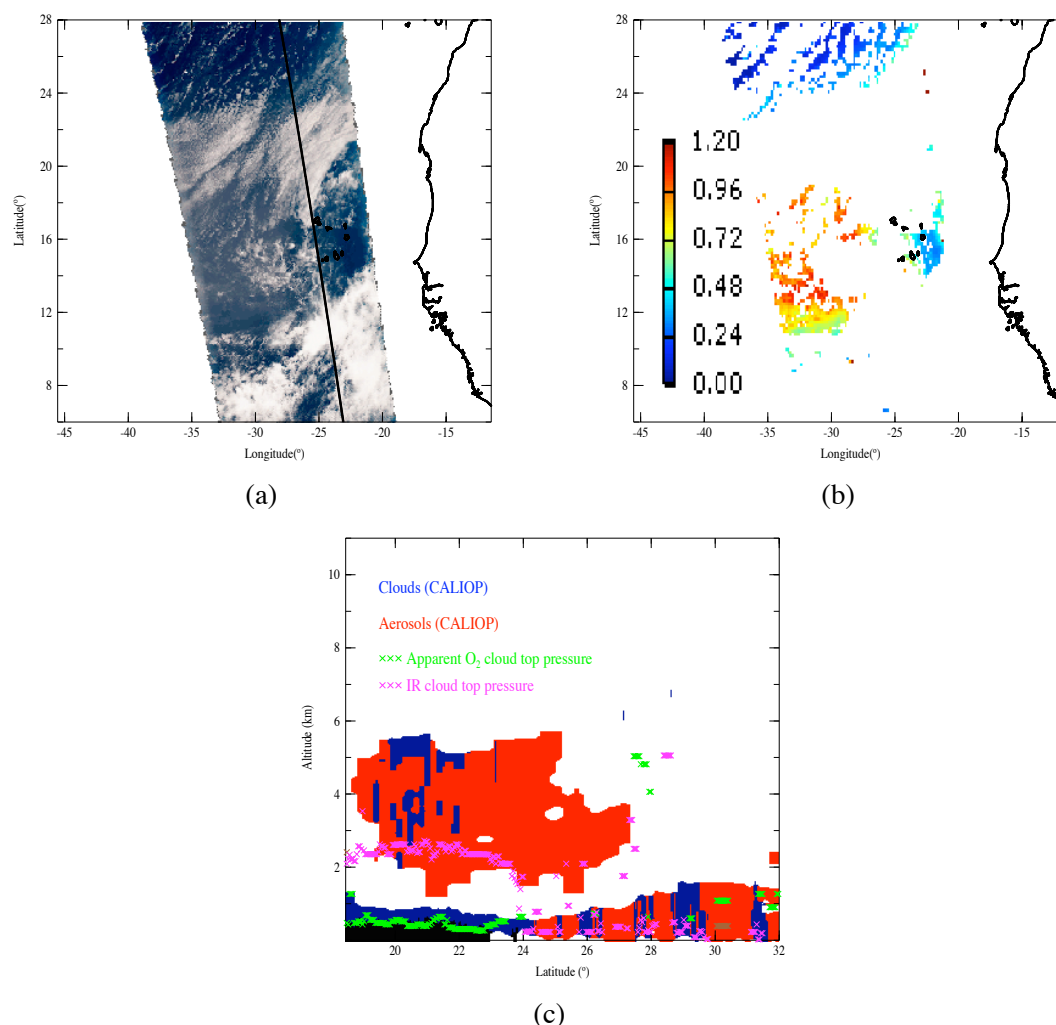 28
24
20
16
12
8
Latitude(º)
-45 -40 -35 -30 -25 -20 -15
Longitude(º)
(a)
28
24
20
16
12
8
Latitude(º)
1.20
0.96
0.72
0.48
0.24
0.00
-45 -40 -35 -30 -25 -20 -15
Longitude(º)
(b)
10
8
6
4
2
Altitude (km)
Clouds (CALIOP)
Aerosols (CALIOP)
××× Apparent O₂ cloud top pressure
××× IR cloud top pressure
20 22 24 26 28 30 32
Latitude (º)
(c)